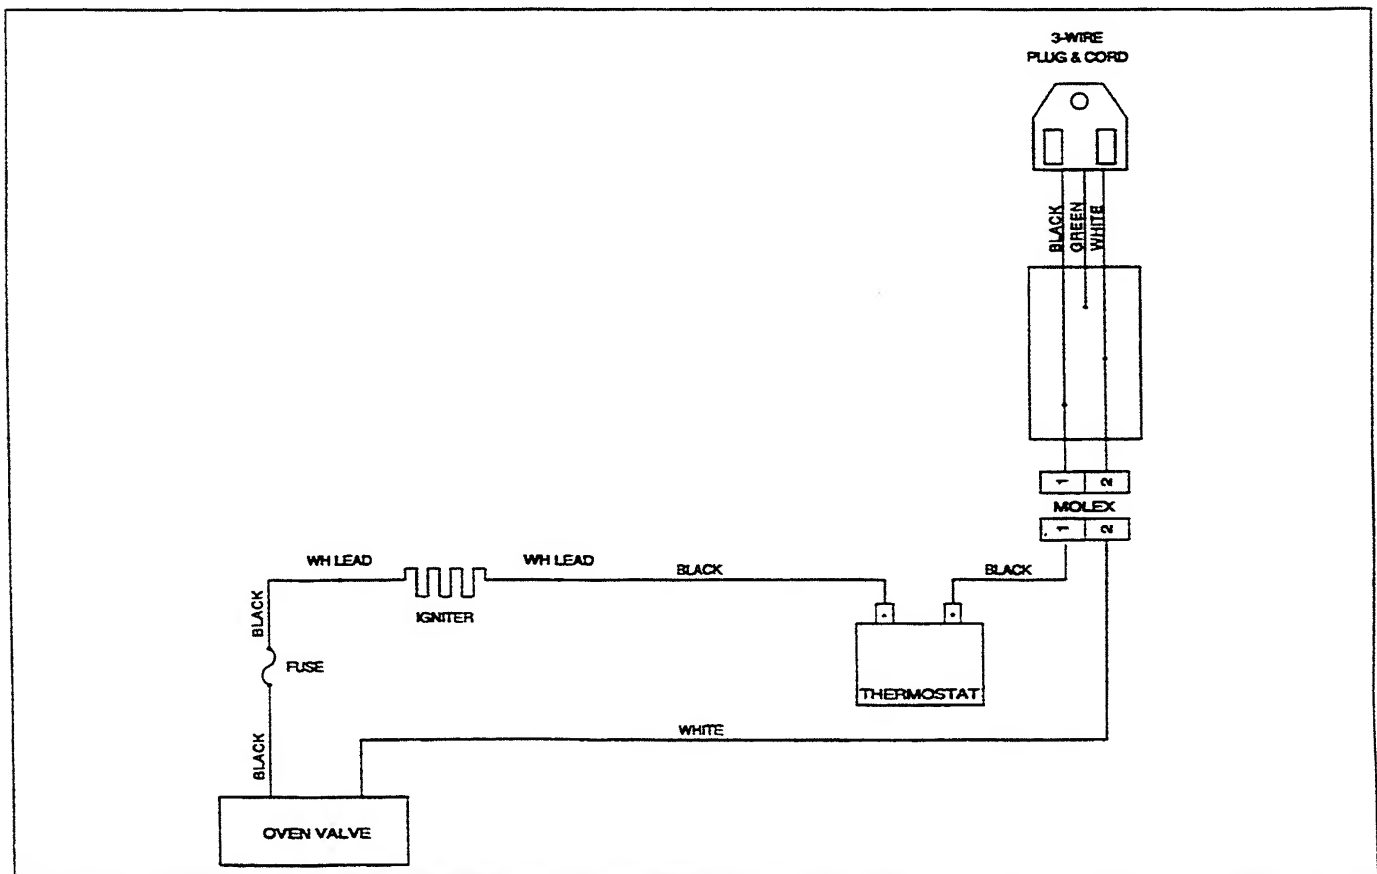 3-WIRE
PLUG & CORD
BLACK
GREEN
WHITE
1 2
MOLEX
1 2
WH LEAD
WH LEAD
BLACK
BLACK
IGNITER
BLACK
FUSE
THERMOSTAT
WHITE
BLACK
OVEN VALVE